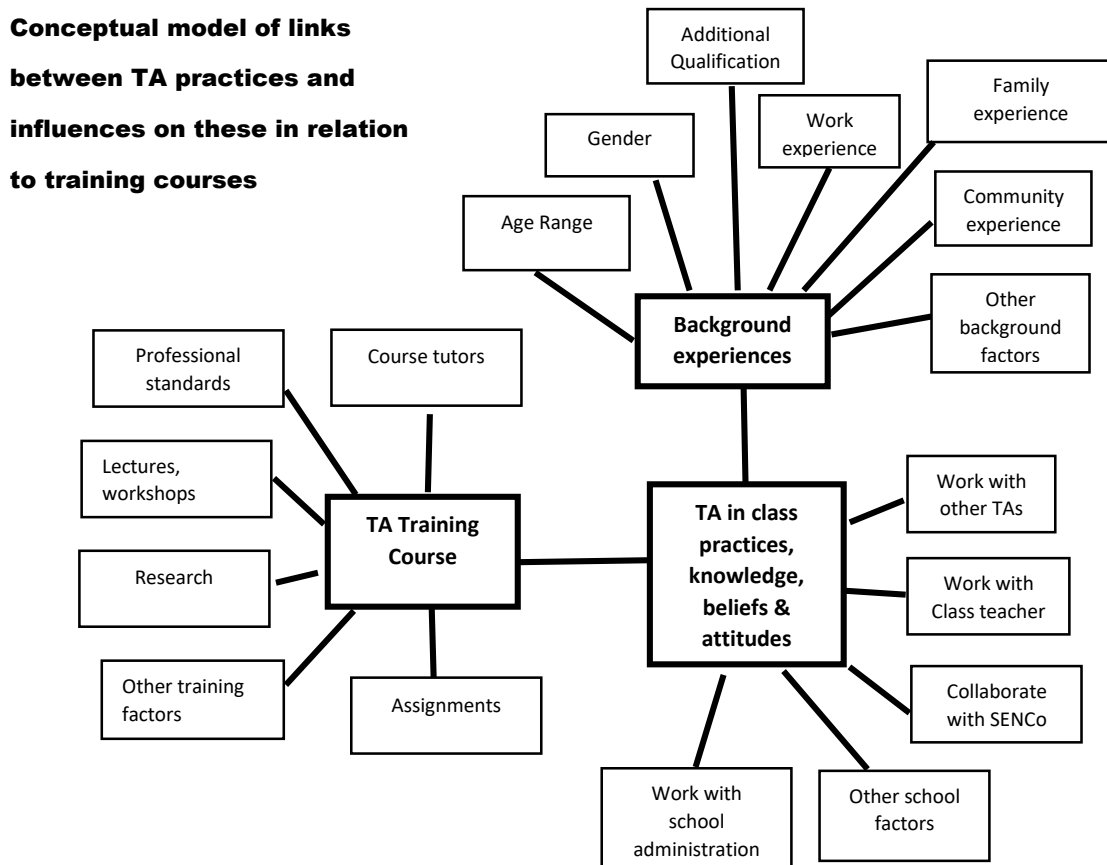 Conceptual model of links
between TA practices and
influences on these in relation
to training courses
Additional
Qualification
Family
experience
Gender
Work
experience
Community
experience
Age Range
Other
background
factors
Background
experiences
Professional
standards
Course tutors
Lectures,
workshops
TA Training
Course
Research
Other training
factors
Assignments
TA in class
practices,
knowledge,
beliefs &
attitudes
Work with
other TAs
Work with
Class teacher
Collaborate
with SENCo
Work with
school
administration
Other school
factors